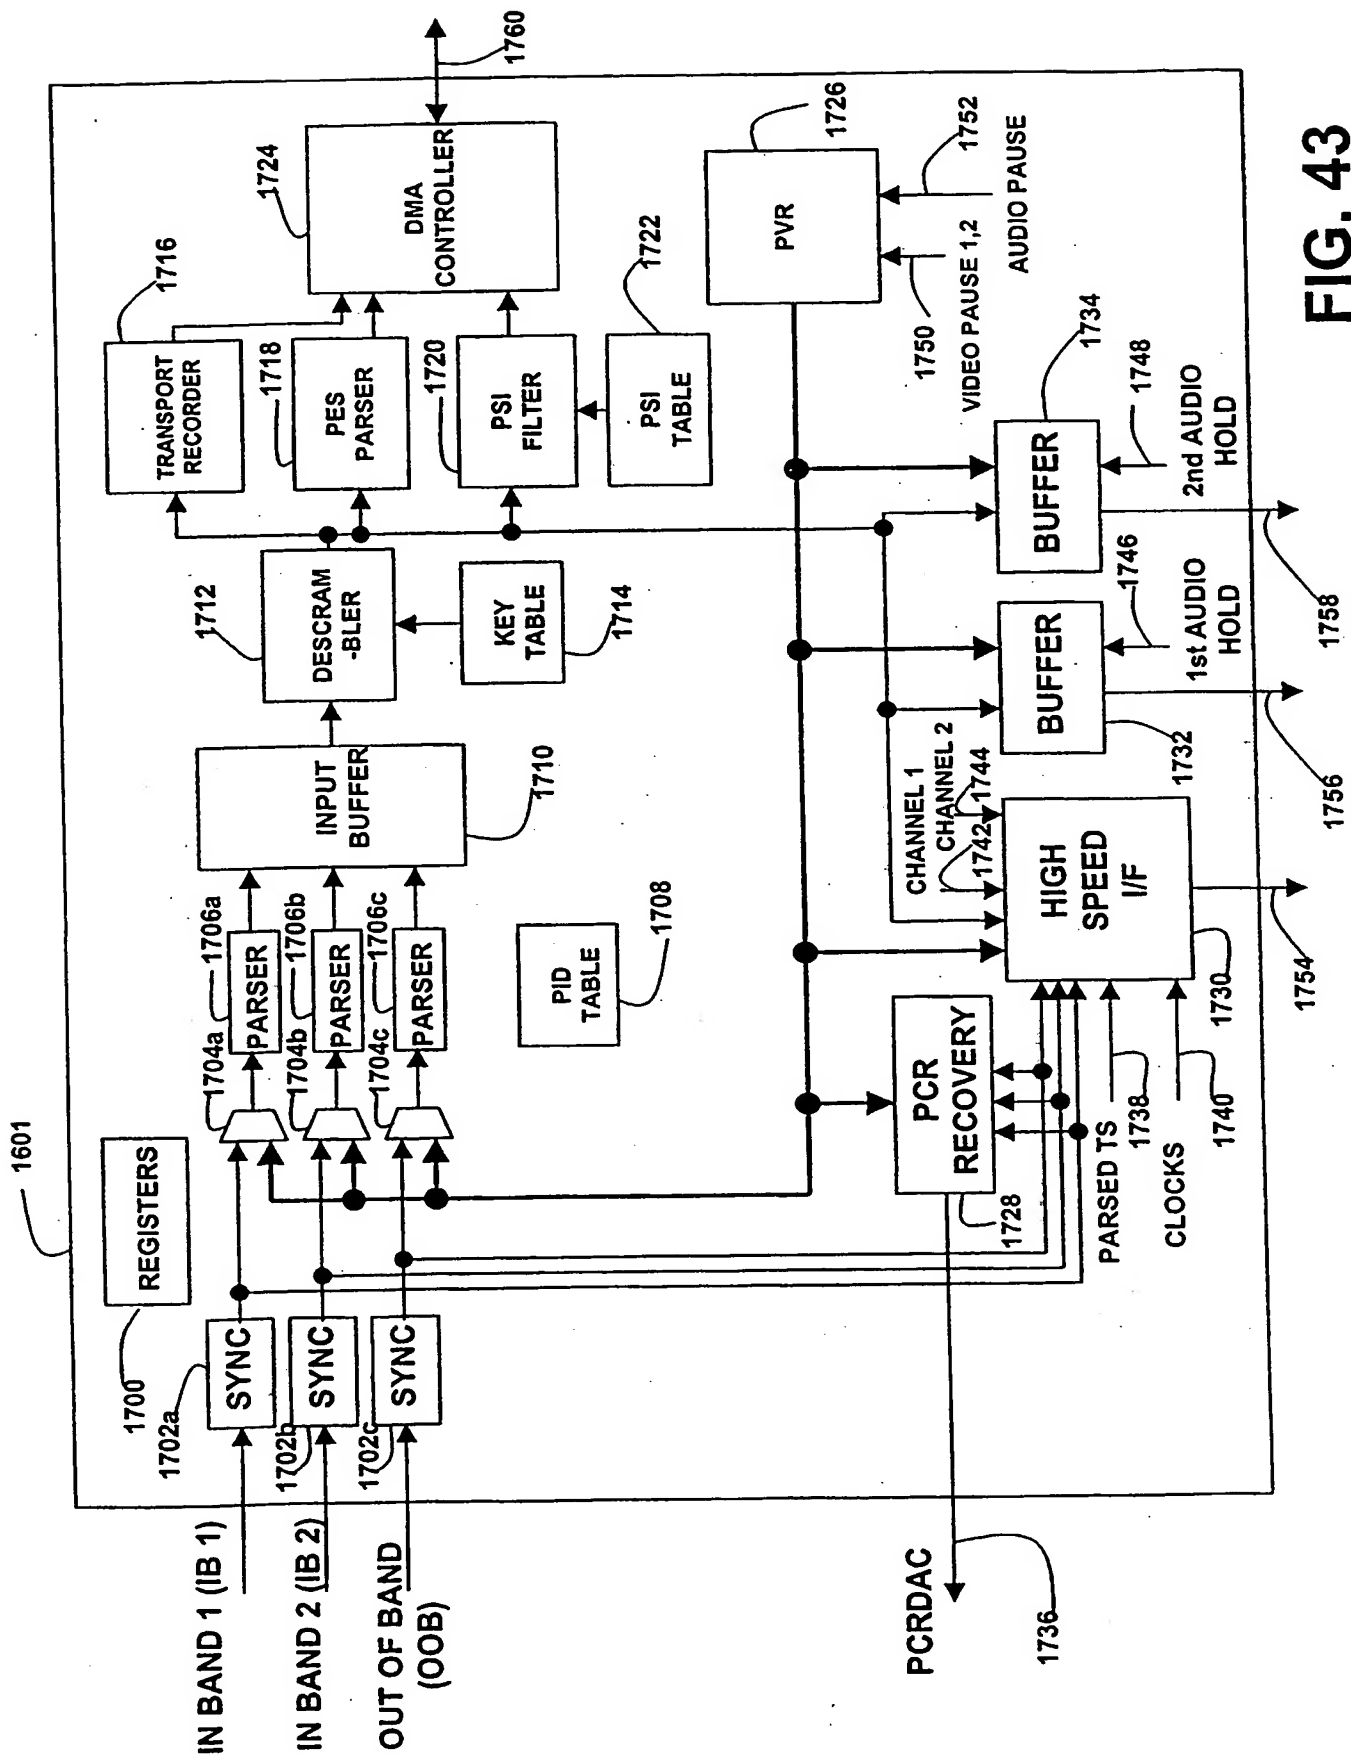 1601
REGISTERS
1700
IN BAND 1 (IB 1)
IN BAND 2 (IB 2)
OUT OF BAND
(OOB)
1702a
SYNC
1702b
SYNC
1702c
SYNC
1704a
1704b
1704c
1706a
PARSER
1706b
PARSER
1706c
PARSER
PID
TABLE
1708
INPUT
BUFFER
1710
1712
DESCRAM
-BLER
KEY
TABLE
1714
1716
TRANSPORT
RECORDER
1718
PES
PARSER
1720
PSI
FILTER
PSI
TABLE
1722
1724
DMA
CONTROLLER
1760
PVR
1726
1750
VIDEO PAUSE 1,2
1752
AUDIO PAUSE
PCRDAC
1736
PCR
RECOVERY
1728
PARSED TS
1738
CLOCKS
1740
CHANNEL 1
CHANNEL 2
1742
1744
HIGH
SPEED
I/F
1730
1754
BUFFER
1732
1746
1st AUDIO
HOLD
1756
BUFFER
1734
1748
2nd AUDIO
HOLD
1758
FIG. 43